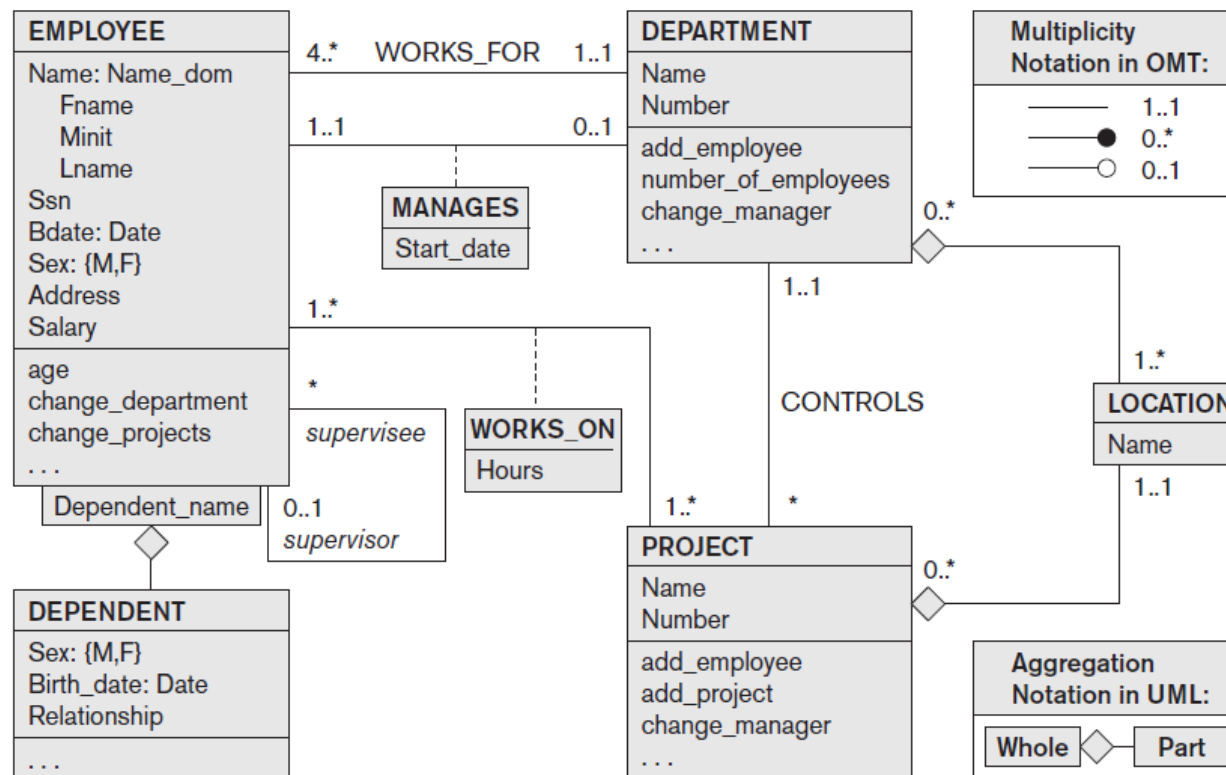 EMPLOYEE
Name: Name_dom
Fname
Minit
Lname
Ssn
Bdate: Date
Sex: {M,F}
Address
Salary
age
change_department
change_projects
. . .
Dependent_name
DEPENDENT
Sex: {M,F}
Birth_date: Date
Relationship
. . .
4..* WORKS_FOR 1..1
1..1 0..1
MANAGES
Start_date
1..*
WORKS_ON
Hours
1..*
*
supervisee
0..1
supervisor
DEPARTMENT
Name
Number
add_employee
number_of_employees
change_manager
. . .
0..*
1..1
CONTROLS
*
PROJECT
Name
Number
add_employee
add_project
change_manager
. . .
0..*
1..*
LOCATION
Name
1..1
Multiplicity
Notation in OMT:
1..1
0..*
0..1
Aggregation
Notation in UML:
Whole Part